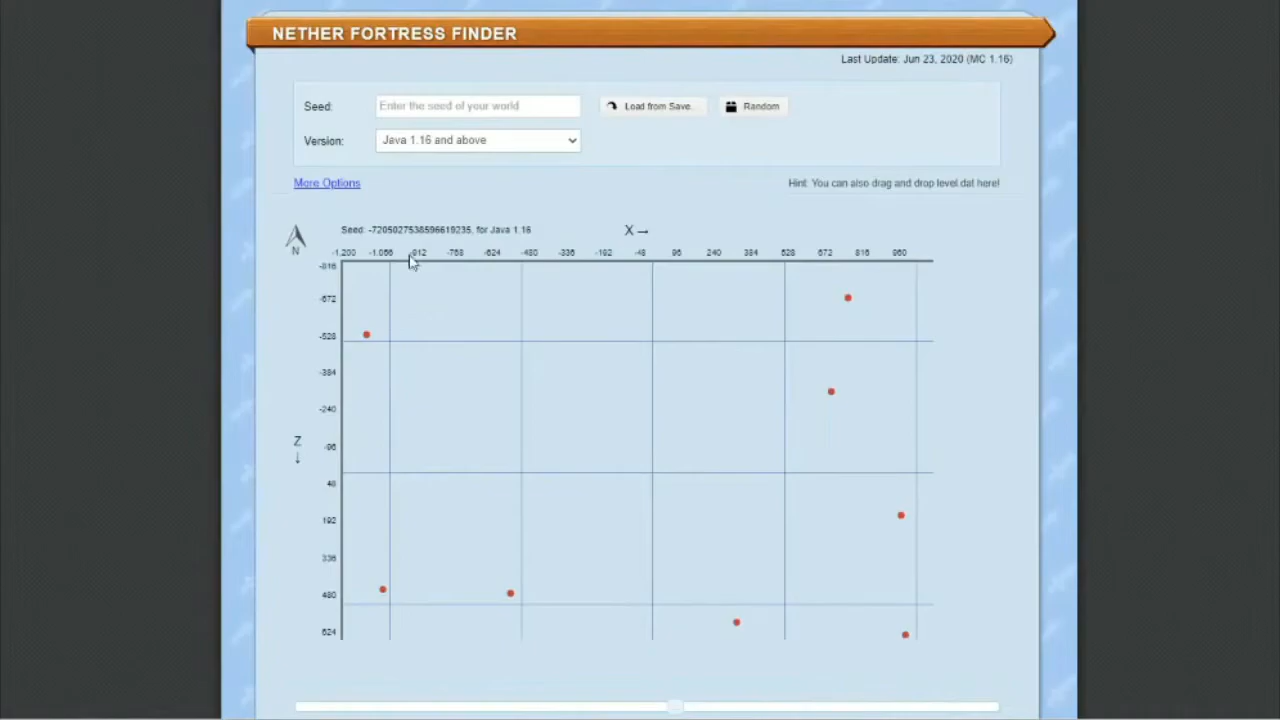 NETHER FORTRESS FINDER
Last Update: Jun 23, 2020 (MC 1.16)
Seed: Enter the seed of your world Load from Save Random
Version: Java 1.16 and above
More Options Hint: You can also drag and drop level.dat here!
N Seed: -7205027538596619235, for Java 1.16 X →
-1,200 -1,056 -912 -768 -624 -480 -336 -192 -48 96 240 384 528 672 816 960
-816
-672
-528
-384
-240
Z
↓
-96
48
192
336
480
624